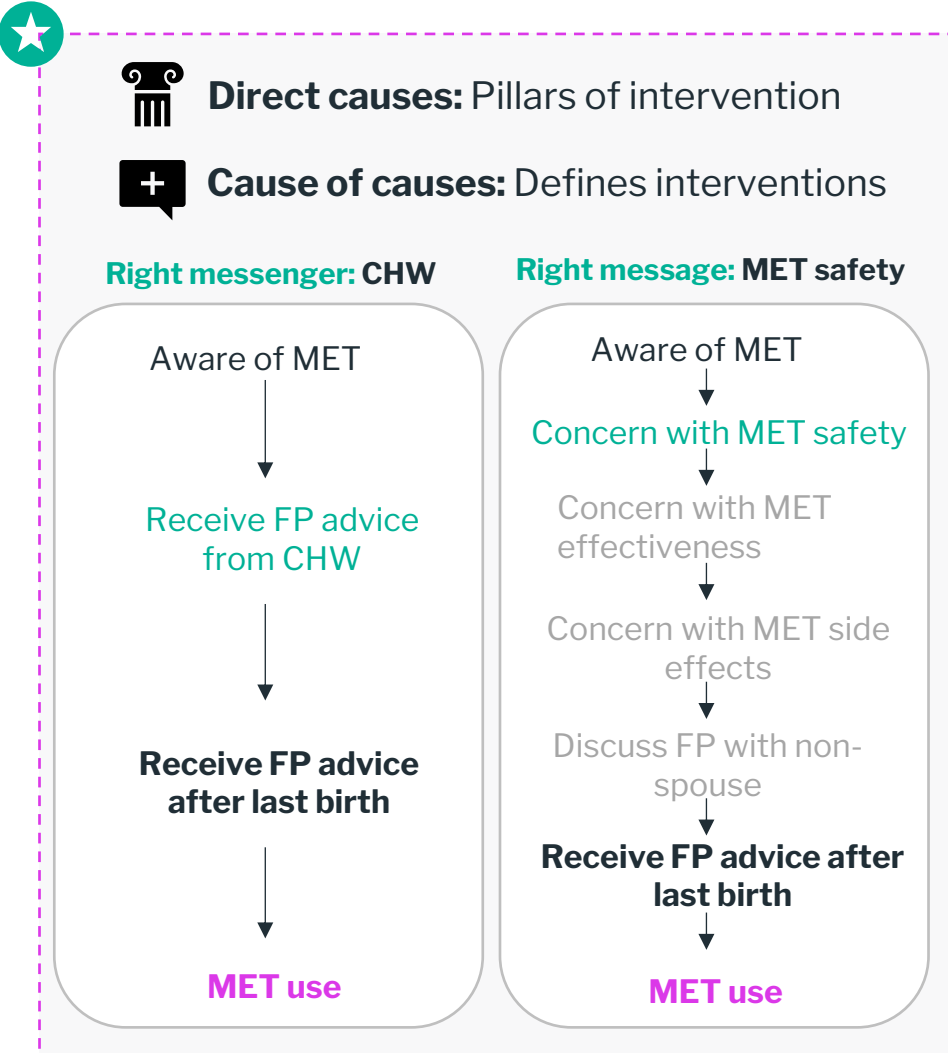 Direct causes: Pillars of intervention
Cause of causes: Defines interventions
Right messenger: CHW
Aware of MET
Receive FP advice
from CHW
Receive FP advice
after last birth
MET use
Right message: MET safety
Aware of MET
Concern with MET safety
Concern with MET
effectiveness
Concern with MET side
effects
Discuss FP with non-
spouse
Receive FP advice after
last birth
MET use